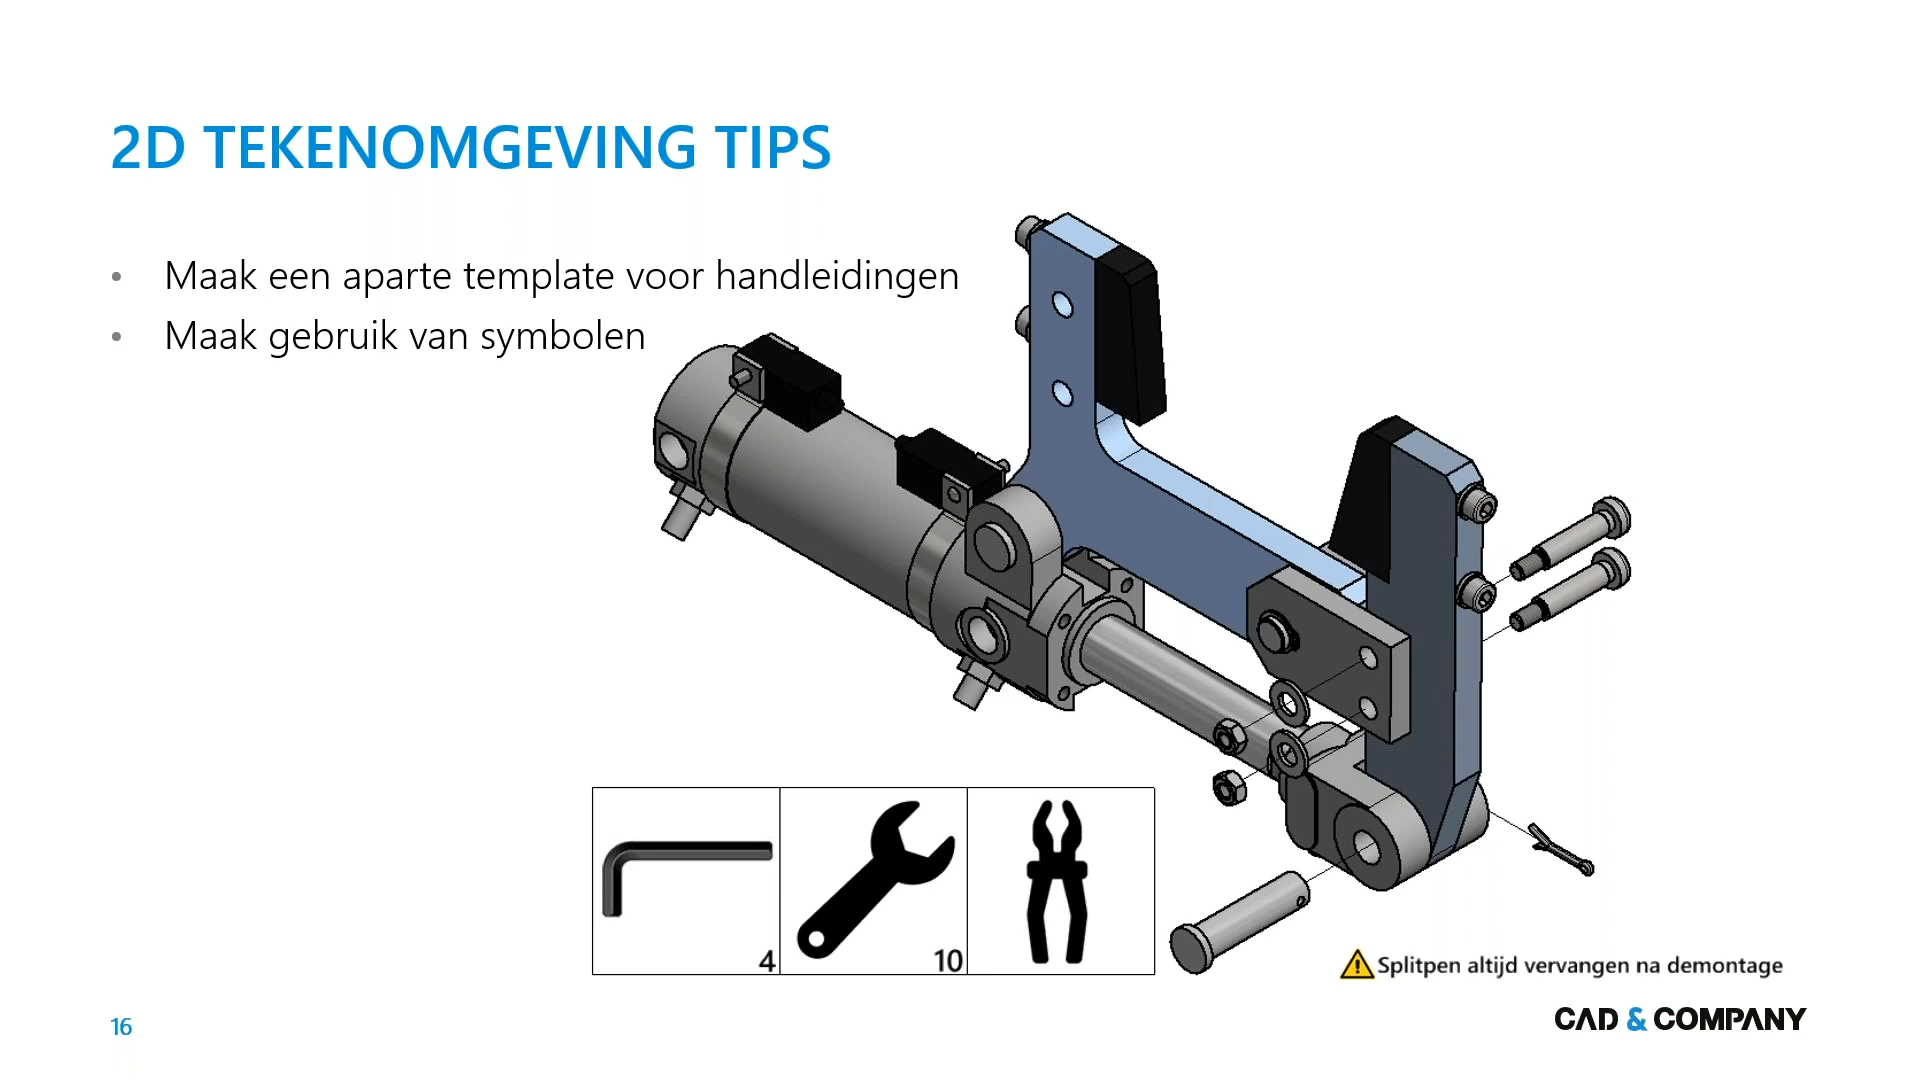 2D TEKENOMGEVING TIPS
• Maak een aparte template voor handleidingen
• Maak gebruik van symbolen
4
10
Splitpen altijd vervangen na demontage
16
CAD & COMPANY